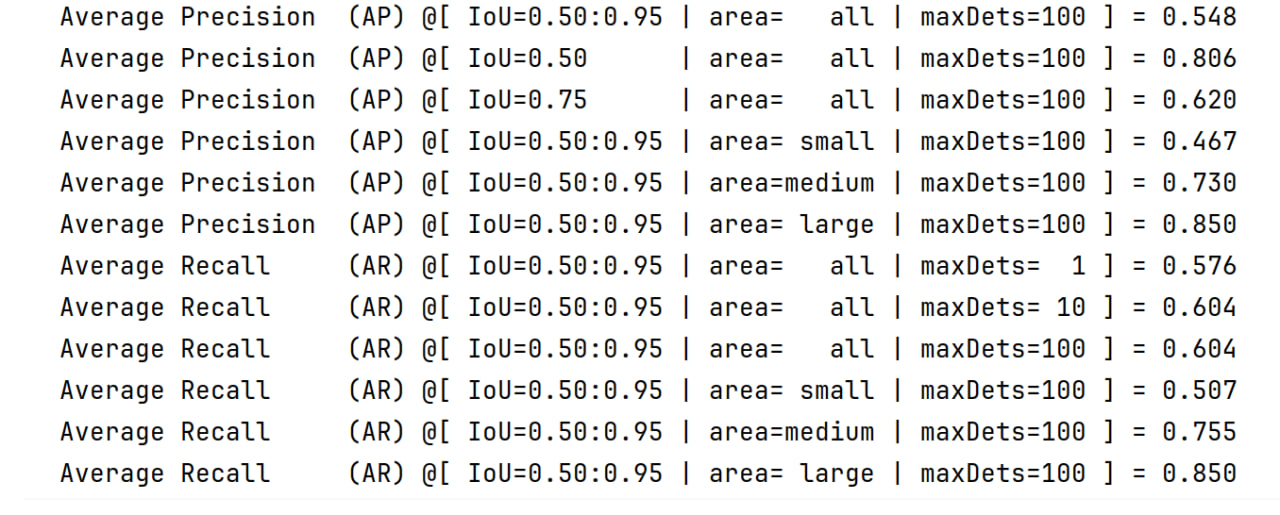 Average Precision  (AP) @[ IoU=0.50:0.95 | area=   all | maxDets=100 ] = 0.548
Average Precision  (AP) @[ IoU=0.50      | area=   all | maxDets=100 ] = 0.806
Average Precision  (AP) @[ IoU=0.75      | area=   all | maxDets=100 ] = 0.620
Average Precision  (AP) @[ IoU=0.50:0.95 | area= small | maxDets=100 ] = 0.467
Average Precision  (AP) @[ IoU=0.50:0.95 | area=medium | maxDets=100 ] = 0.730
Average Precision  (AP) @[ IoU=0.50:0.95 | area= large | maxDets=100 ] = 0.850
Average Recall     (AR) @[ IoU=0.50:0.95 | area=   all | maxDets=  1 ] = 0.576
Average Recall     (AR) @[ IoU=0.50:0.95 | area=   all | maxDets= 10 ] = 0.604
Average Recall     (AR) @[ IoU=0.50:0.95 | area=   all | maxDets=100 ] = 0.604
Average Recall     (AR) @[ IoU=0.50:0.95 | area= small | maxDets=100 ] = 0.507
Average Recall     (AR) @[ IoU=0.50:0.95 | area=medium | maxDets=100 ] = 0.755
Average Recall     (AR) @[ IoU=0.50:0.95 | area= large | maxDets=100 ] = 0.850